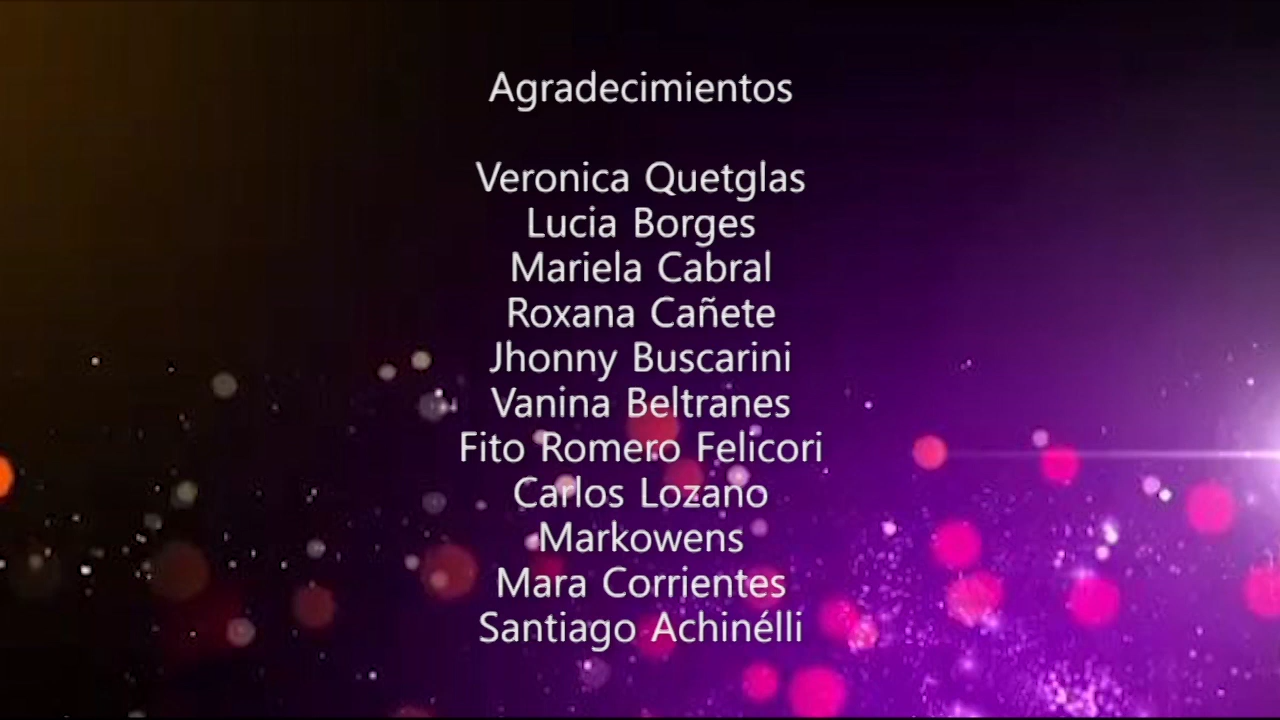 Agradecimientos
Veronica Quetglas
Lucia Borges
Mariela Cabral
Roxana Cañete
Jhonny Buscarini
Vanina Beltranes
Fito Romero Felicori
Carlos Lozano
Markowens
Mara Corrientes
Santiago Achinélli